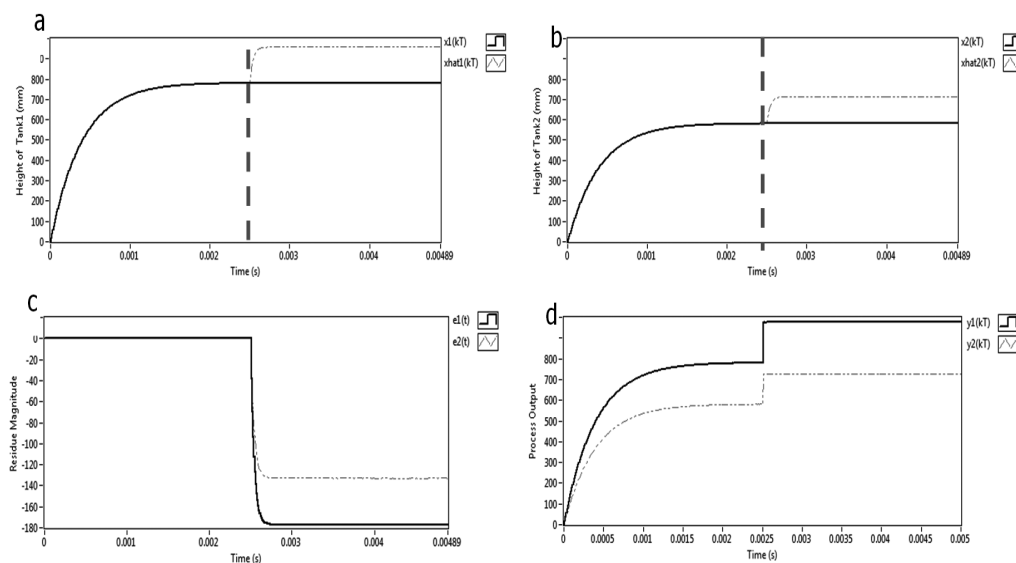 a
x1(kT)
xhat1(kT)
0
800
700
600
500
400
300
200
100
0
Height of Tank1 (mm)
0 0.001 0.002 0.003 0.004 0.00489
Time (s)
b
x2(kT)
xhat2(kT)
0
800
700
600
500
400
300
200
100
0
Height of Tank2 (mm)
0 0.001 0.002 0.003 0.004 0.00489
Time (s)
c
e1(t)
e2(t)
0
-20
-40
-60
-80
-100
-120
-140
-160
-180
Residue Magnitude
0 0.001 0.002 0.003 0.004 0.00489
Time (s)
d
y1(kT)
y2(kT)
800
700
600
500
400
300
200
100
0
Process Output
0 0.0005 0.001 0.0015 0.002 0.0025 0.003 0.0035 0.004 0.0045 0.005
Time (s)